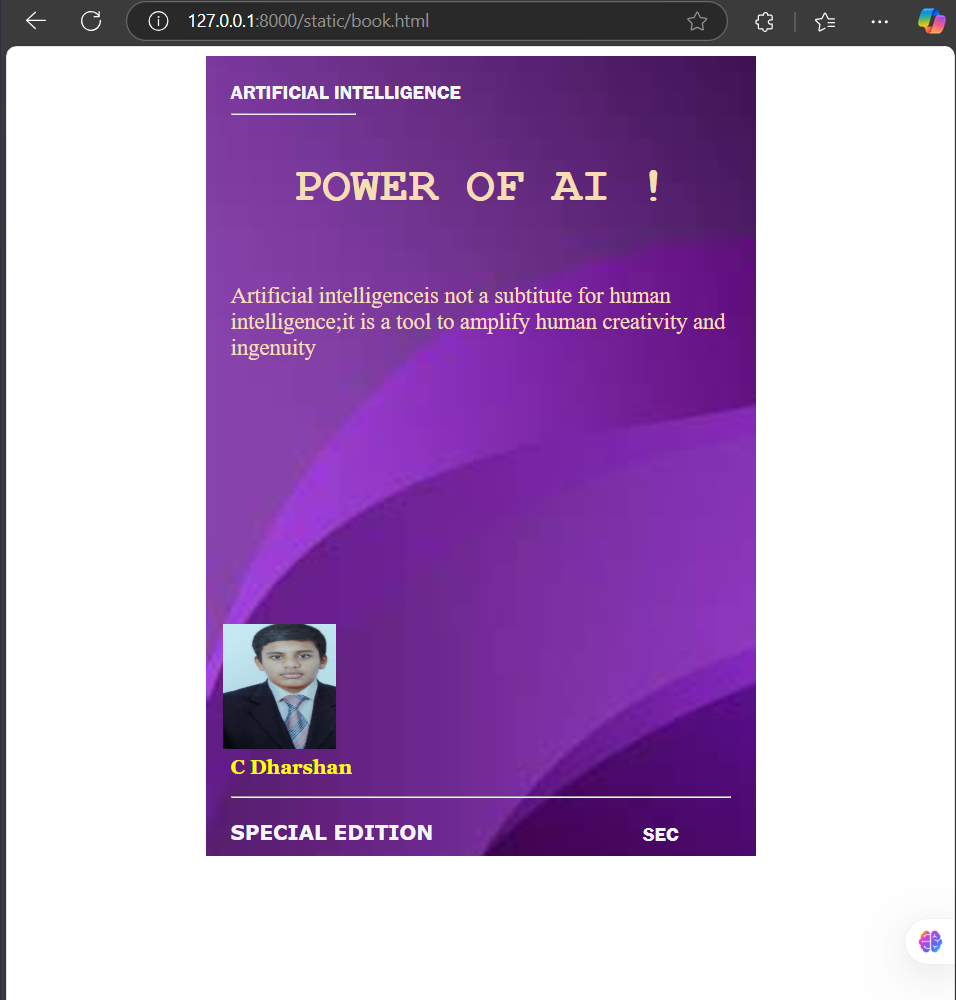 127.0.0.1:8000/static/book.html
ARTIFICIAL INTELLIGENCE
POWER OF AI !
Artificial intelligenceis not a subtitute for human
intelligence;it is a tool to amplify human creativity and
ingenuity
C Dharshan
SPECIAL EDITION
SEC